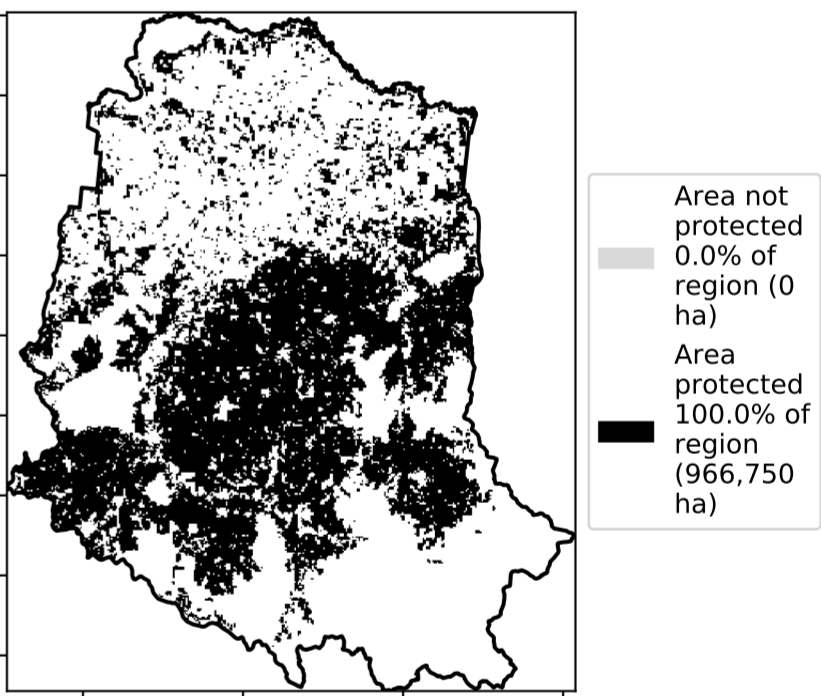 Area not
protected
0.0% of
region (0
ha)
Area
protected
100.0% of
region
(966,750
ha)